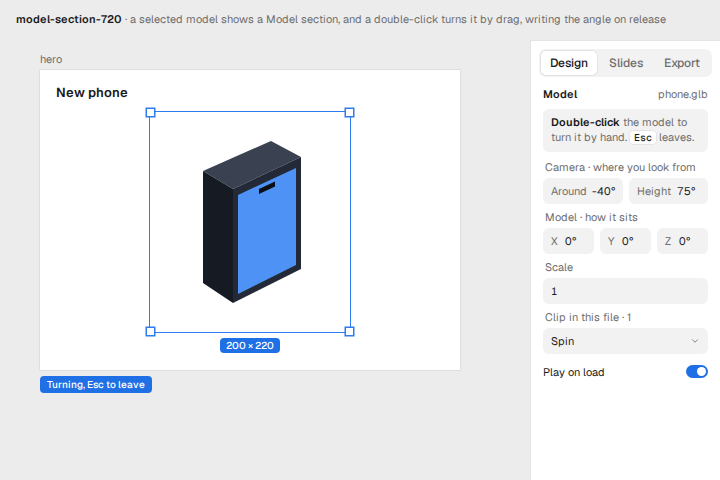 model-section-720 · a selected model shows a Model section, and a double-click turns it by drag, writing the angle on release
hero
New phone
200 × 220
Turning, Esc to leave
Design
Slides
Export
Model
phone.glb
Double-click the model to
turn it by hand. Esc leaves.
Camera · where you look from
Around -40°
Height 75°
Model · how it sits
X 0°
Y 0°
Z 0°
Scale
1
Clip in this file · 1
Spin
Play on load